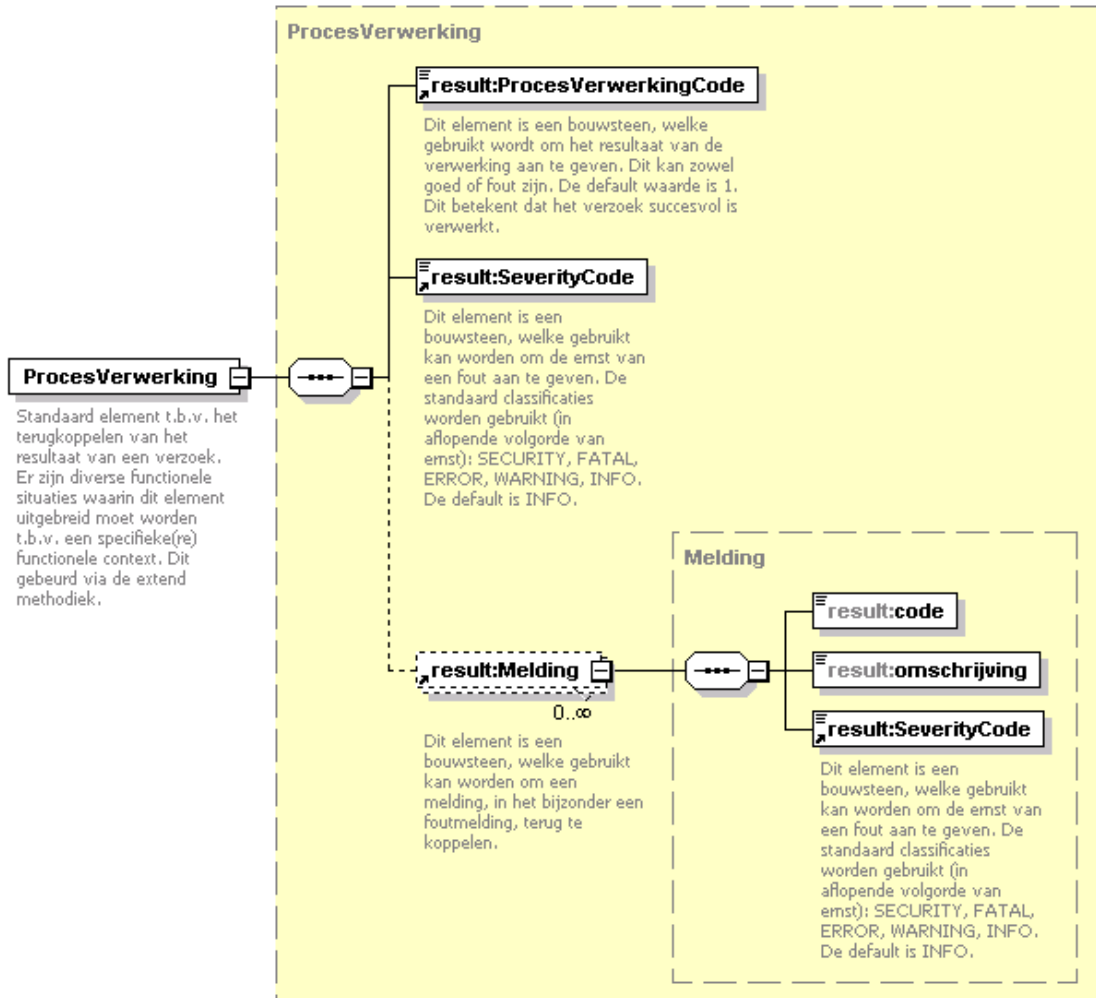 ProcesVerwerking
result:ProcesVerwerkingCode
Dit element is een bouwsteen, welke
gebruikt wordt om het resultaat van de
verwerking aan te geven. Dit kan zowel
goed of fout zijn. De default waarde is 1.
Dit betekent dat het verzoek succesvol is
verwerkt.
result:SeverityCode
Dit element is een
bouwsteen, welke gebruikt
kan worden om de ernst van
een fout aan te geven. De
standaard classificaties
worden gebruikt (in
aflopende volgorde van
ernst): SECURITY, FATAL,
ERROR, WARNING, INFO.
De default is INFO.
ProcesVerwerking
Standaard element t.b.v. het
terugkoppelen van het
resultaat van een verzoek.
Er zijn diverse functionele
situaties waarin dit element
uitgebreid moet worden
t.b.v. een specifieke(re)
functionele context. Dit
gebeurd via de extend
methodiek.
result:Melding
0..∞
Dit element is een
bouwsteen, welke gebruikt
kan worden om een
melding, in het bijzonder een
foutmelding, terug te
koppelen.
Melding
result:code
result:omschrijving
result:SeverityCode
Dit element is een
bouwsteen, welke gebruikt
kan worden om de ernst van
een fout aan te geven. De
standaard classificaties
worden gebruikt (in
aflopende volgorde van
ernst): SECURITY, FATAL,
ERROR, WARNING, INFO.
De default is INFO.